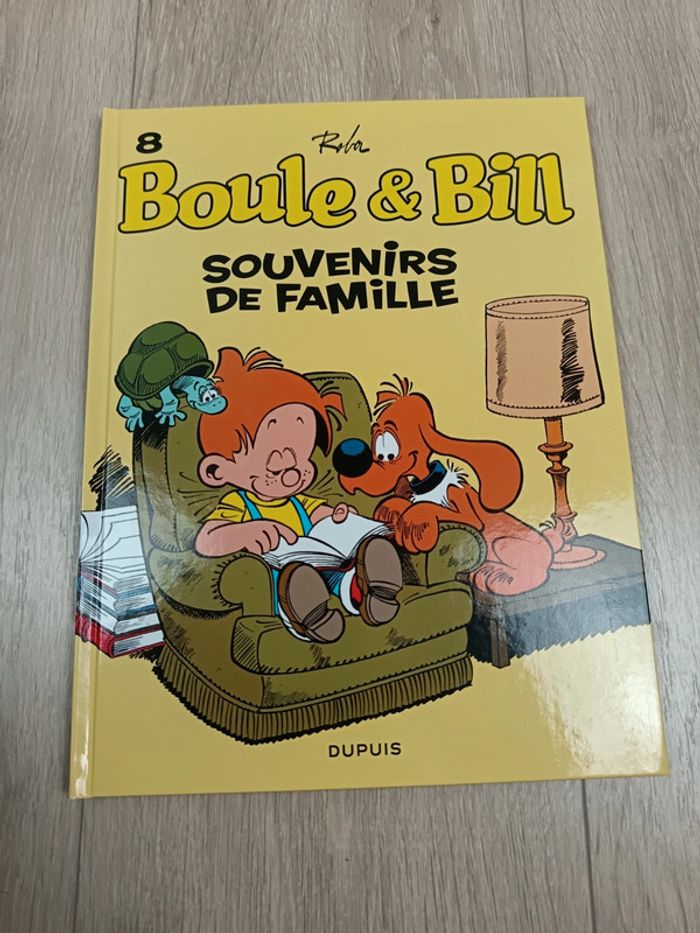 8
Roba
Boule & Bill
SOUVENIRS
DE FAMILLE
DUPUIS